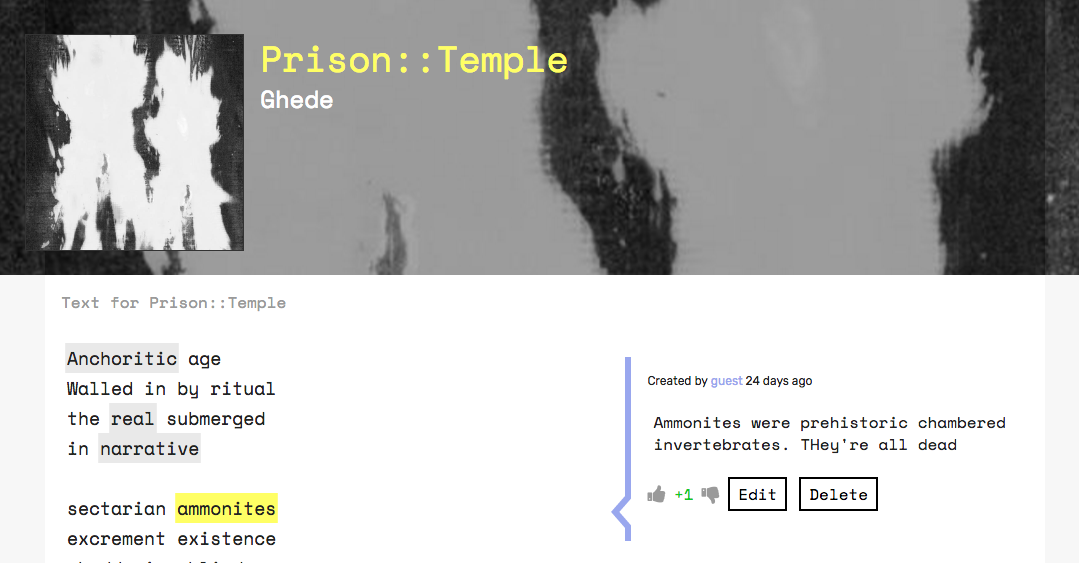 Prison::Temple
Ghede
Text for Prison::Temple
Anchoritic age
Walled in by ritual
the real submerged
in narrative
sectarian ammonites
excrement existence
Created by guest 24 days ago
Ammonites were prehistoric chambered
invertebrates. THey're all dead
+1 Edit Delete